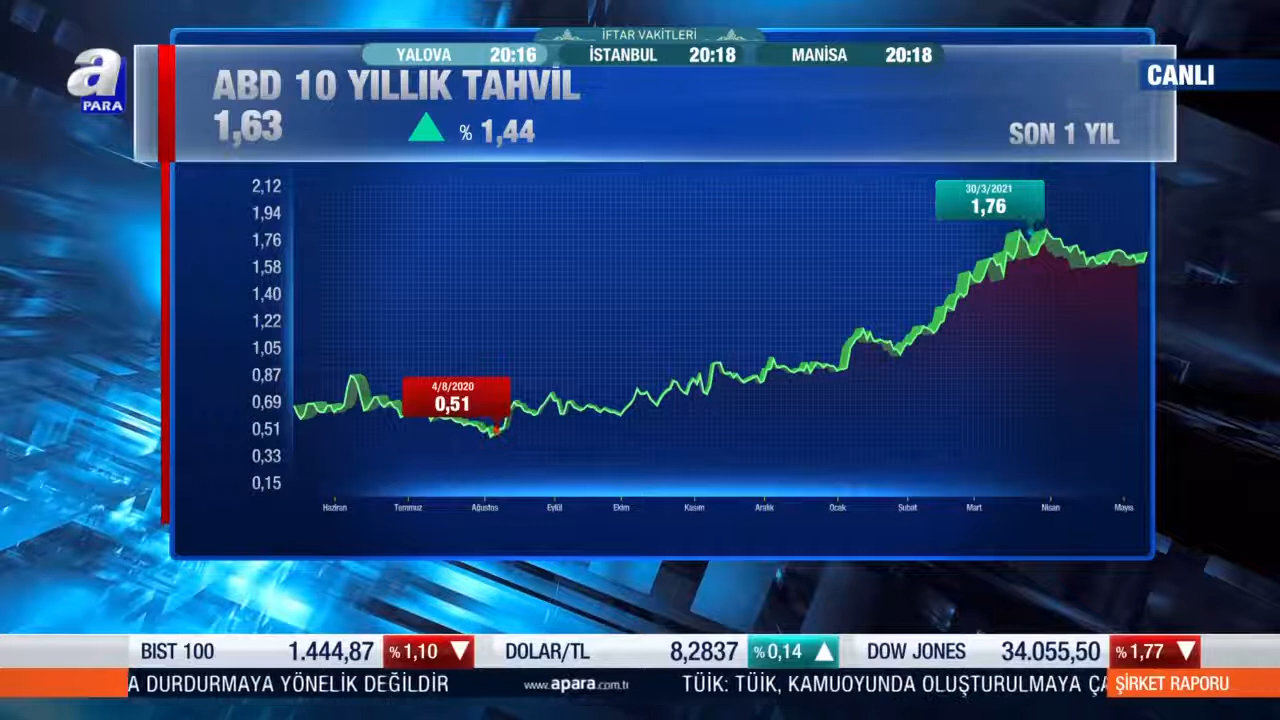 İFTAR VAKİTLERİ
YALOVA 20:16 İSTANBUL 20:18 MANİSA 20:18
a
PARA
CANLI
ABD 10 YILLIK TAHVİL
1,63 % 1,44
SON 1 YIL
2,12
1,94
1,76
1,58
1,40
1,22
1,05
0,87
0,69
0,51
0,33
0,15
30/3/2021
1,76
4/8/2020
0,51
Haziran Temmuz Ağustos Eylül Ekim Kasım Aralık Ocak Şubat Mart Nisan Mayıs
BIST 100 1.444,87 %1,10 DOLAR/TL 8,2837 %0,14 DOW JONES 34.055,50 %1,77
A DURDURMAYA YÖNELİK DEĞİLDİR www.apara.com.tr TÜİK: TÜİK, KAMUOYUNDA OLUŞTURULMAYA ÇA ŞİRKET RAPORU